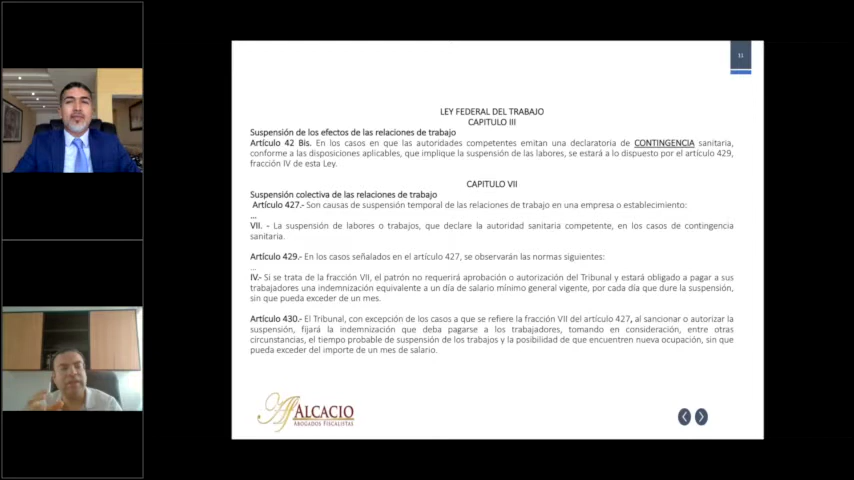 11
LEY FEDERAL DEL TRABAJO
CAPITULO III
Suspensión de los efectos de las relaciones de trabajo
Artículo 42 Bis. En los casos en que las autoridades competentes emitan una declaratoria de CONTINGENCIA sanitaria,
conforme a las disposiciones aplicables, que implique la suspensión de las labores, se estará a lo dispuesto por el artículo 429,
fracción IV de esta Ley.
CAPITULO VII
Suspensión colectiva de las relaciones de trabajo
Artículo 427.- Son causas de suspensión temporal de las relaciones de trabajo en una empresa o establecimiento:
...
VII. - La suspensión de labores o trabajos, que declare la autoridad sanitaria competente, en los casos de contingencia
sanitaria.
Artículo 429.- En los casos señalados en el artículo 427, se observarán las normas siguientes:
...
IV.- Si se trata de la fracción VII, el patrón no requerirá aprobación o autorización del Tribunal y estará obligado a pagar a sus
trabajadores una indemnización equivalente a un día de salario mínimo general vigente, por cada día que dure la suspensión,
sin que pueda exceder de un mes.
Artículo 430.- El Tribunal, con excepción de los casos a que se refiere la fracción VII del artículo 427, al sancionar o autorizar la
suspensión, fijará la indemnización que deba pagarse a los trabajadores, tomando en consideración, entre otras
circunstancias, el tiempo probable de suspensión de los trabajos y la posibilidad de que encuentren nueva ocupación, sin que
pueda exceder del importe de un mes de salario.
ALCACIO
ABOGADOS FISCALISTAS